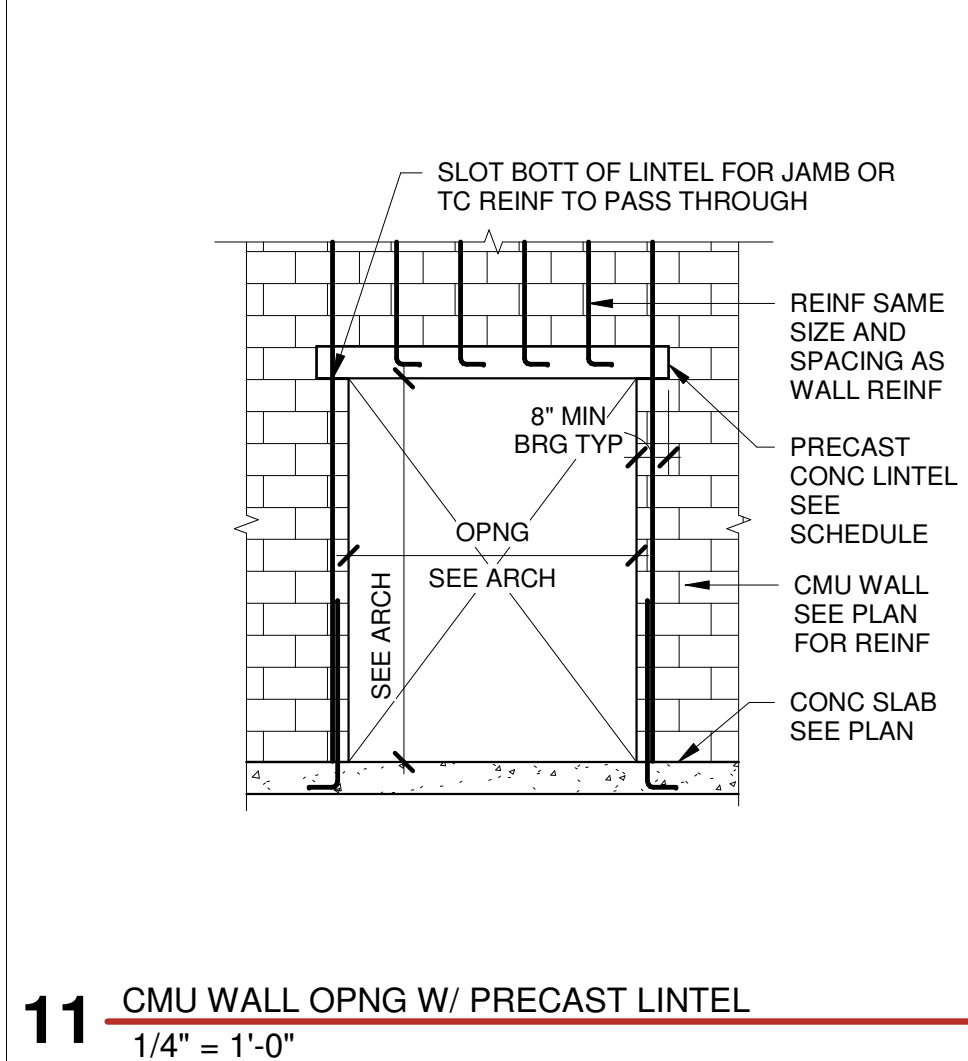 SLOT BOTT OF LINTEL FOR JAMB OR
TC REINF TO PASS THROUGH
REINF SAME
SIZE AND
SPACING AS
WALL REINF
8" MIN
BRG TYP
PRECAST
CONC LINTEL
SEE
SCHEDULE
OPNG
SEE ARCH
SEE ARCH
CMU WALL
SEE PLAN
FOR REINF
CONC SLAB
SEE PLAN
11 CMU WALL OPNG W/ PRECAST LINTEL
1/4" = 1'-0"